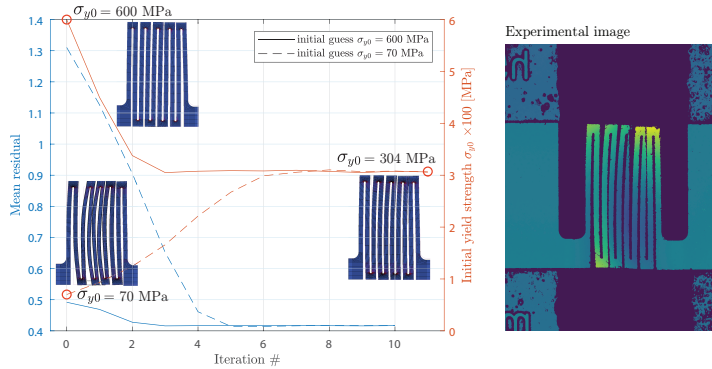 σy0 = 600 MPa
initial guess σy0 = 600 MPa
initial guess σy0 = 70 MPa
σy0 = 304 MPa
σy0 = 70 MPa
Mean residual
1.4
1.3
1.2
1.1
1
0.9
0.8
0.7
0.6
0.5
0.4
0
2
4
6
8
10
Iteration #
6
5
4
3
2
1
0
Initial yield strength σy0 ×100 [MPa]
Experimental image